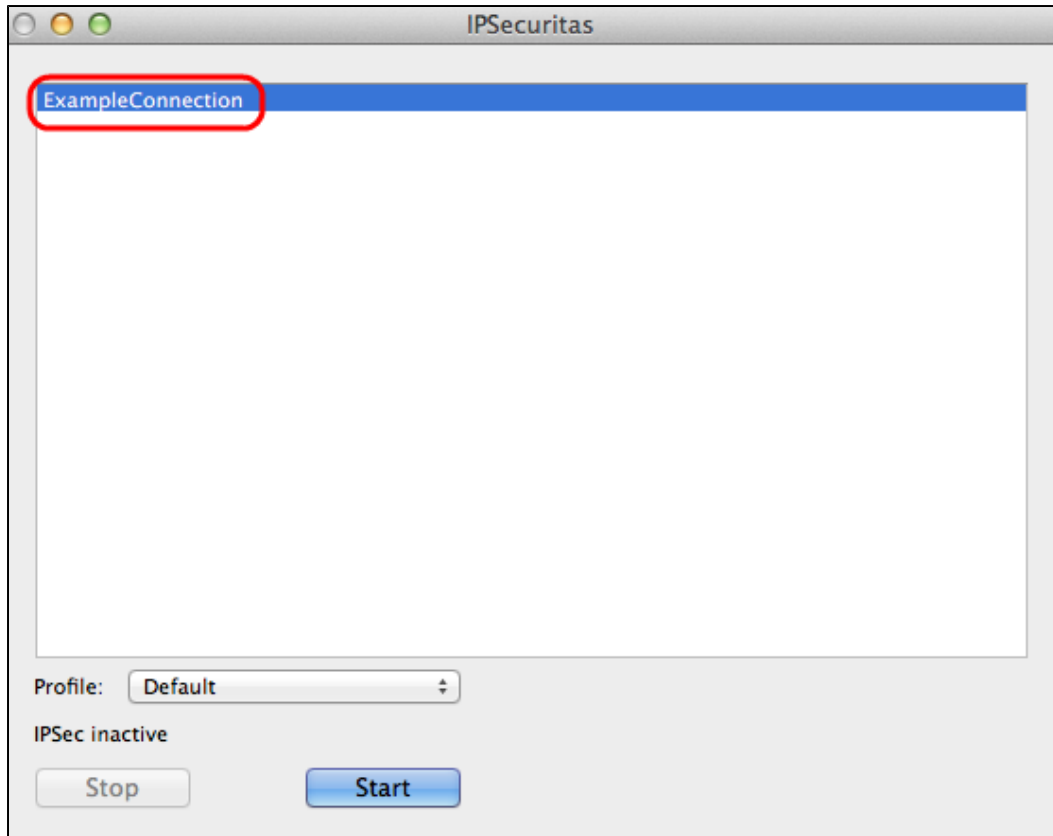 IPSecuritas
ExampleConnection
Profile: Default
IPSec inactive
Stop Start